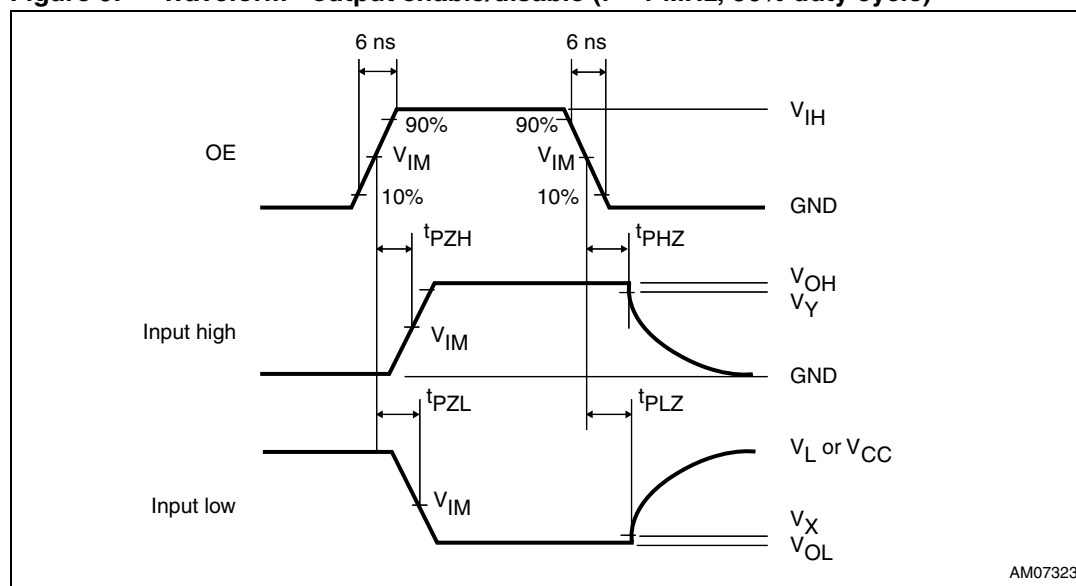 6 ns 6 ns
90% 90%
V_IH
OE
V_IM V_IM
10% 10%
GND
t_PZH t_PHZ
V_OH
V_Y
Input high
V_IM
GND
t_PZL t_PLZ
V_L or V_CC
Input low
V_IM
V_X
V_OL
AM07323